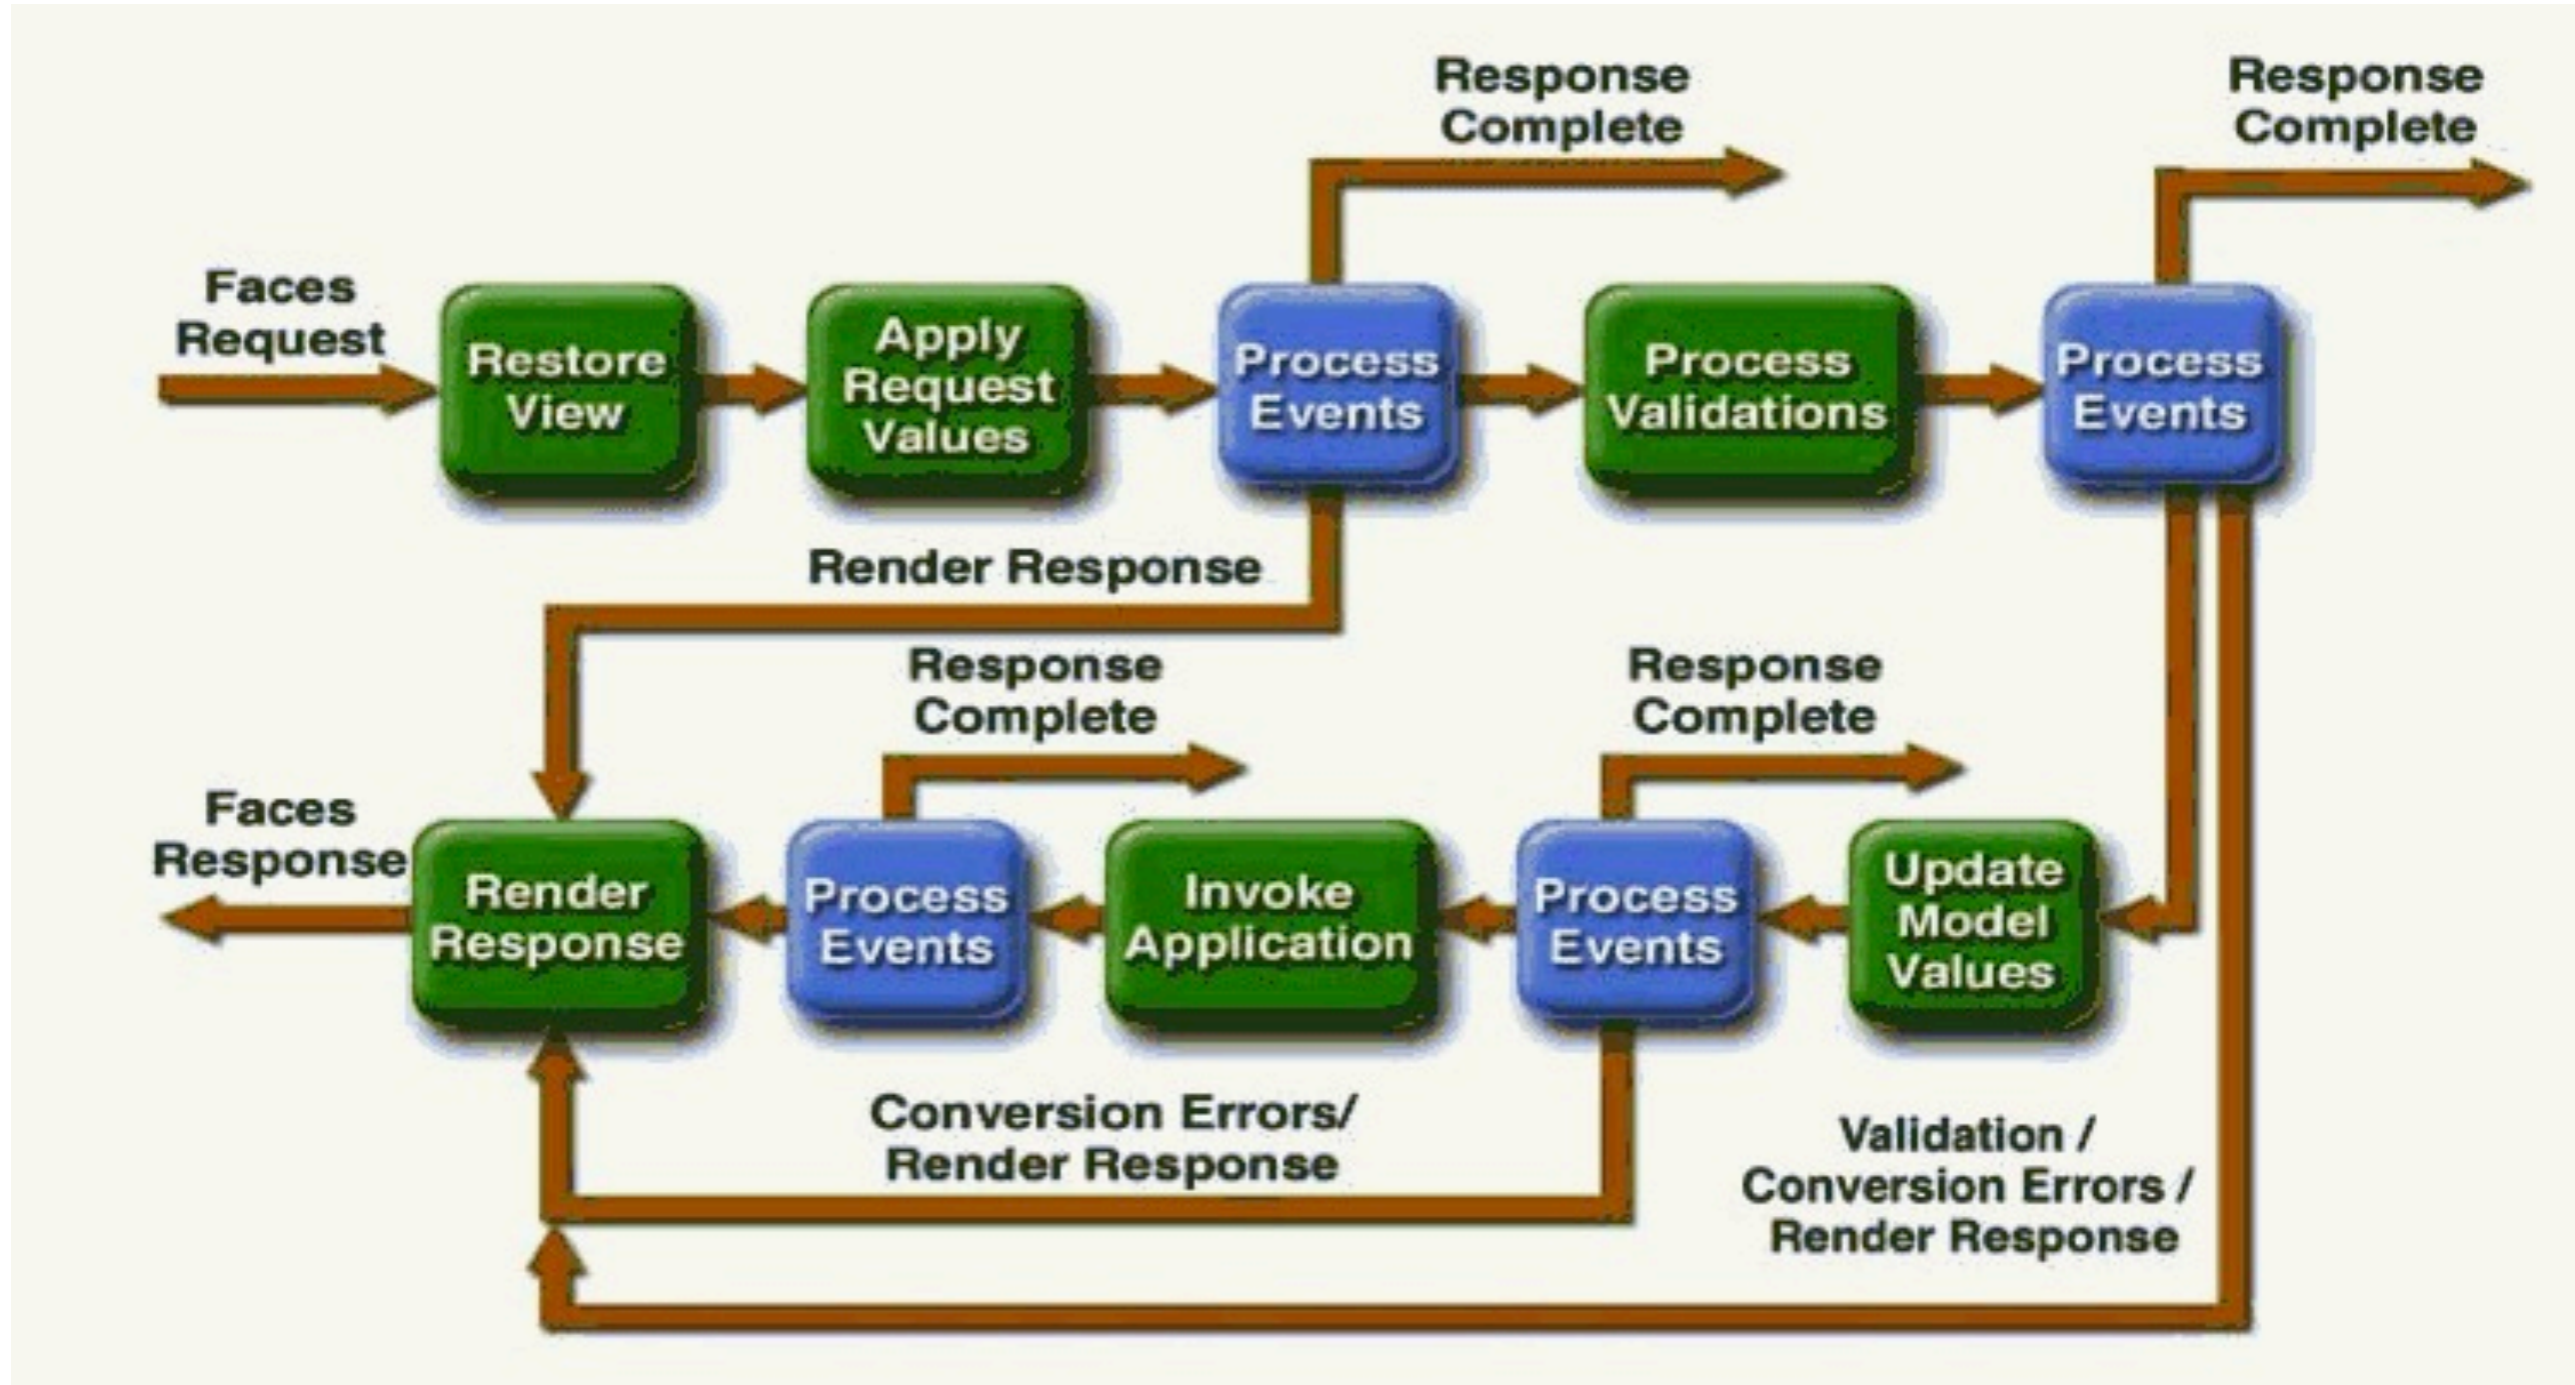 Response
Complete
Response
Complete
Faces
Request
Restore
View
Apply
Request
Values
Process
Events
Process
Validations
Process
Events
Render Response
Response
Complete
Response
Complete
Faces
Response
Render
Response
Process
Events
Invoke
Application
Process
Events
Update
Model
Values
Conversion Errors/
Render Response
Validation /
Conversion Errors /
Render Response